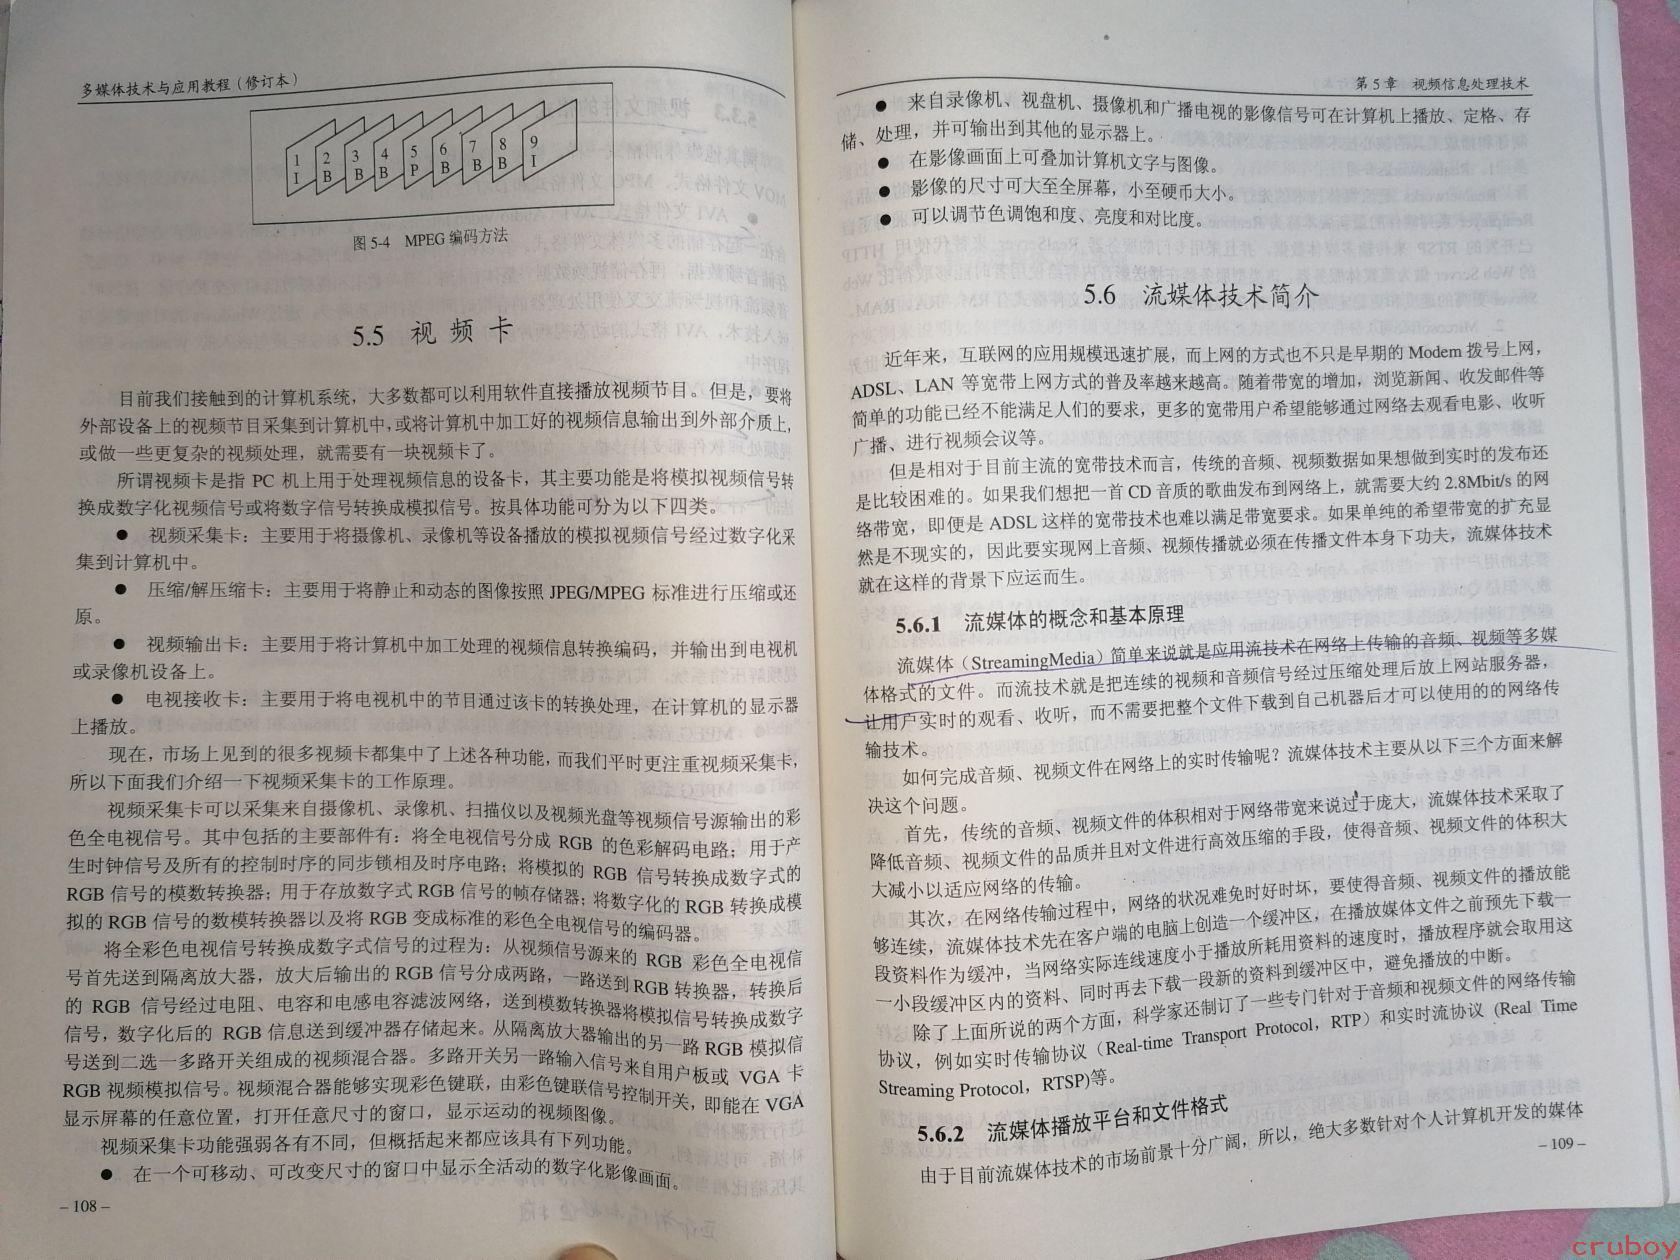 多媒体技术与应用教程(修订本)
1 2 3 4 5 6 7 8 9
I B B B P B B B I
图 5-4 MPEG 编码方法
5.5 视 频 卡
目前我们接触到的计算机系统，大多数都可以利用软件直接播放视频节目。但是，要将
外部设备上的视频节目采集到计算机中，或将计算机中加工好的视频信息输出到外部介质上，
或做一些更复杂的视频处理，就需要有一块视频卡了。
所谓视频卡是指 PC 机上用于处理视频信息的设备卡，其主要功能是将模拟视频信号转
换成数字化视频信号或将数字信号转换成模拟信号。按具体功能可分为以下四类。
● 视频采集卡：主要用于将摄像机、录像机等设备播放的模拟视频信号经过数字化采
集到计算机中。
● 压缩/解压缩卡：主要用于将静止和动态的图像按照 JPEG/MPEG 标准进行压缩或还
原。
● 视频输出卡：主要用于将计算机中加工处理的视频信息转换编码，并输出到电视机
或录像机设备上。
● 电视接收卡：主要用于将电视机中的节目通过该卡的转换处理，在计算机的显示器
上播放。
现在，市场上见到的很多视频卡都集中了上述各种功能，而我们平时更注重视频采集卡，
所以下面我们介绍一下视频采集卡的工作原理。
视频采集卡可以采集来自摄像机、录像机、扫描仪以及视频光盘等视频信号源输出的彩
色全电视信号。其中包括的主要部件有：将全电视信号分成 RGB 的色彩解码电路；用于产
生时钟信号及所有的控制时序的同步锁相及时序电路；将模拟的 RGB 信号转换成数字式的
RGB 信号的模数转换器；用于存放数字式 RGB 信号的帧存储器；将数字化的 RGB 转换成模
拟的 RGB 信号的数模转换器以及将 RGB 变成标准的彩色全电视信号的编码器。
将全彩色电视信号转换成数字式信号的过程为：从视频信号源来的 RGB 彩色全电视信
号首先送到隔离放大器，放大后输出的 RGB 信号分成两路，一路送到 RGB 转换器，转换后
的 RGB 信号经过电阻、电容和电感电容滤波网络，送到模数转换器将模拟信号转换成数字
信号，数字化后的 RGB 信息送到缓冲器存储起来。从隔离放大器输出的另一路 RGB 模拟信
号送到二选一多路开关组成的视频混合器。多路开关另一路输入信号来自用户板或 VGA 卡
RGB 视频模拟信号。视频混合器能够实现彩色键联，由彩色键联信号控制开关，即能在 VGA
显示屏幕的任意位置，打开任意尺寸的窗口，显示运动的视频图像。
视频采集卡功能强弱各有不同，但概括起来都应该具有下列功能。
● 在一个可移动、可改变尺寸的窗口中显示全活动的数字化影像画面。
– 108 –
第 5 章 视频信息处理技术
● 来自录像机、视盘机、摄像机和广播电视的影像信号可在计算机上播放、定格、存
储、处理，并可输出到其他的显示器上。
● 在影像画面上可叠加计算机文字与图像。
● 影像的尺寸可大至全屏幕，小至硬币大小。
● 可以调节色调饱和度、亮度和对比度。
5.6 流媒体技术简介
近年来，互联网的应用规模迅速扩展，而上网的方式也不只是早期的 Modem 拨号上网，
ADSL、LAN 等宽带上网方式的普及率越来越高。随着带宽的增加，浏览新闻、收发邮件等
简单的功能已经不能满足人们的要求，更多的宽带用户希望能够通过网络去观看电影、收听
广播、进行视频会议等。
但是相对于目前主流的宽带技术而言，传统的音频、视频数据如果想做到实时的发布还
是比较困难的。如果我们想把一首 CD 音质的歌曲发布到网络上，就需要大约 2.8Mbit/s 的网
络带宽，即便是 ADSL 这样的宽带技术也难以满足带宽要求。如果单纯的希望带宽的扩充显
然是不现实的，因此要实现网上音频、视频传播就必须在传播文件本身下功夫，流媒体技术
就在这样的背景下应运而生。
5.6.1 流媒体的概念和基本原理
流媒体（StreamingMedia）简单来说就是应用流技术在网络上传输的音频、视频等多媒
体格式的文件。而流技术就是把连续的视频和音频信号经过压缩处理后放上网站服务器，
让用户实时的观看、收听，而不需要把整个文件下载到自己机器后才可以使用的的网络传
输技术。
如何完成音频、视频文件在网络上的实时传输呢？流媒体技术主要从以下三个方面来解
决这个问题。
首先，传统的音频、视频文件的体积相对于网络带宽来说过于庞大，流媒体技术采取了
降低音频、视频文件的品质并且对文件进行高效压缩的手段，使得音频、视频文件的体积大
大减小以适应网络的传输。
其次，在网络传输过程中，网络的状况难免时好时坏，要使得音频、视频文件的播放能
够连续，流媒体技术先在客户端的电脑上创造一个缓冲区，在播放媒体文件之前预先下载一
段资料作为缓冲，当网络实际连线速度小于播放所耗用资料的速度时，播放程序就会取用这
一小段缓冲区内的资料、同时再去下载一段新的资料到缓冲区中，避免播放的中断。
除了上面所说的两个方面，科学家还制订了一些专门针对于音频和视频文件的网络传输
协议，例如实时传输协议（Real-time Transport Protocol，RTP）和实时流协议 (Real Time
Streaming Protocol，RTSP)等。
5.6.2 流媒体播放平台和文件格式
由于目前流媒体技术的市场前景十分广阔，所以，绝大多数针对个人计算机开发的媒体
– 109 –
cruboy